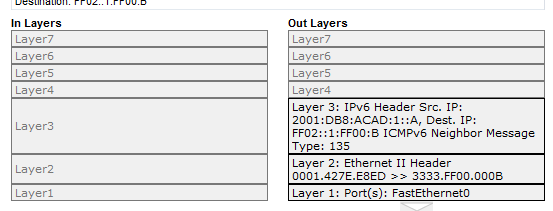 Destination: FF02::1:FF00:B
In Layers
Out Layers
Layer7
Layer7
Layer6
Layer6
Layer5
Layer5
Layer4
Layer4
Layer3
Layer 3: IPv6 Header Src. IP:
2001:DB8:ACAD:1::A, Dest. IP:
FF02::1:FF00:B ICMPv6 Neighbor Message
Type: 135
Layer2
Layer 2: Ethernet II Header
0001.427E.E8ED >> 3333.FF00.000B
Layer1
Layer 1: Port(s): FastEthernet0